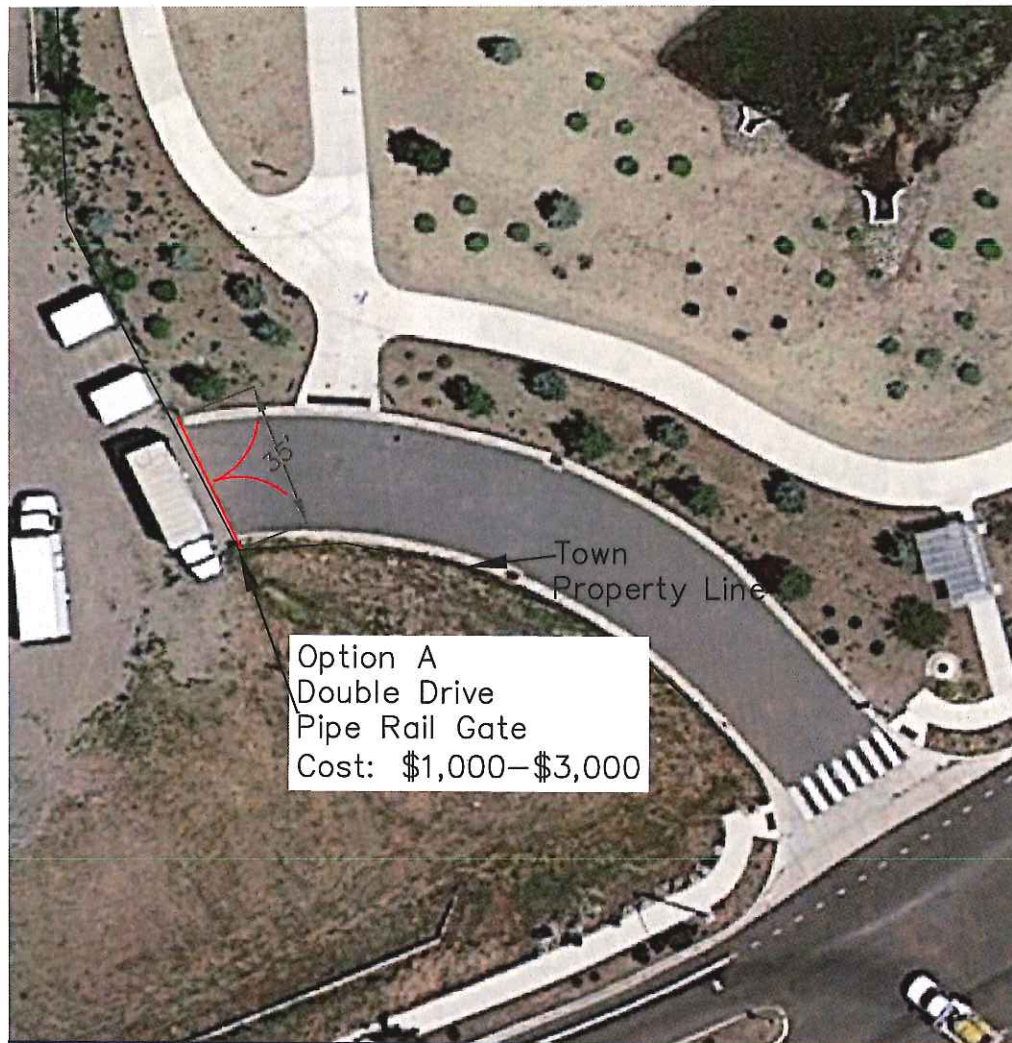 35'
Town
Property Line
Option A
Double Drive
Pipe Rail Gate
Cost: $1,000-$3,000